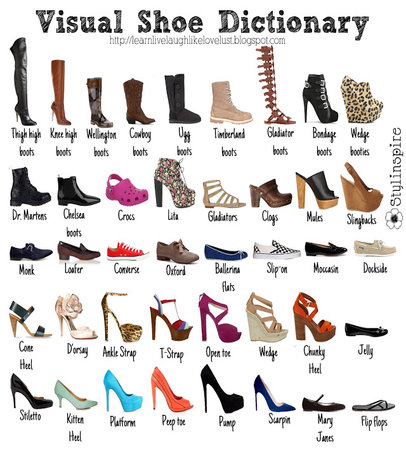 Visual Shoe Dictionary
http://learnlivelaughlikelovelust.blogspot.com
Thigh high boots
Knee high boots
Wellington boots
Cowboy boots
Ugg boots
Timberland boots
Gladiator boots
Bondage boots
Wedge booties
Stylinspire
Dr. Martens
Chelsea boots
Crocs
Lita
Gladiators
Clogs
Mules
Slingbacks
Monk
Loafer
Converse
Oxford
Ballerina flats
Slip-on
Moccasin
Dockside
Cone Heel
D'orsay
Ankle Strap
T-Strap
Open toe
Wedge
Chunky Heel
Jelly
Stiletto
Kitten Heel
Platform
Peep toe
Pump
Scarpin
Mary Janes
Flip flops